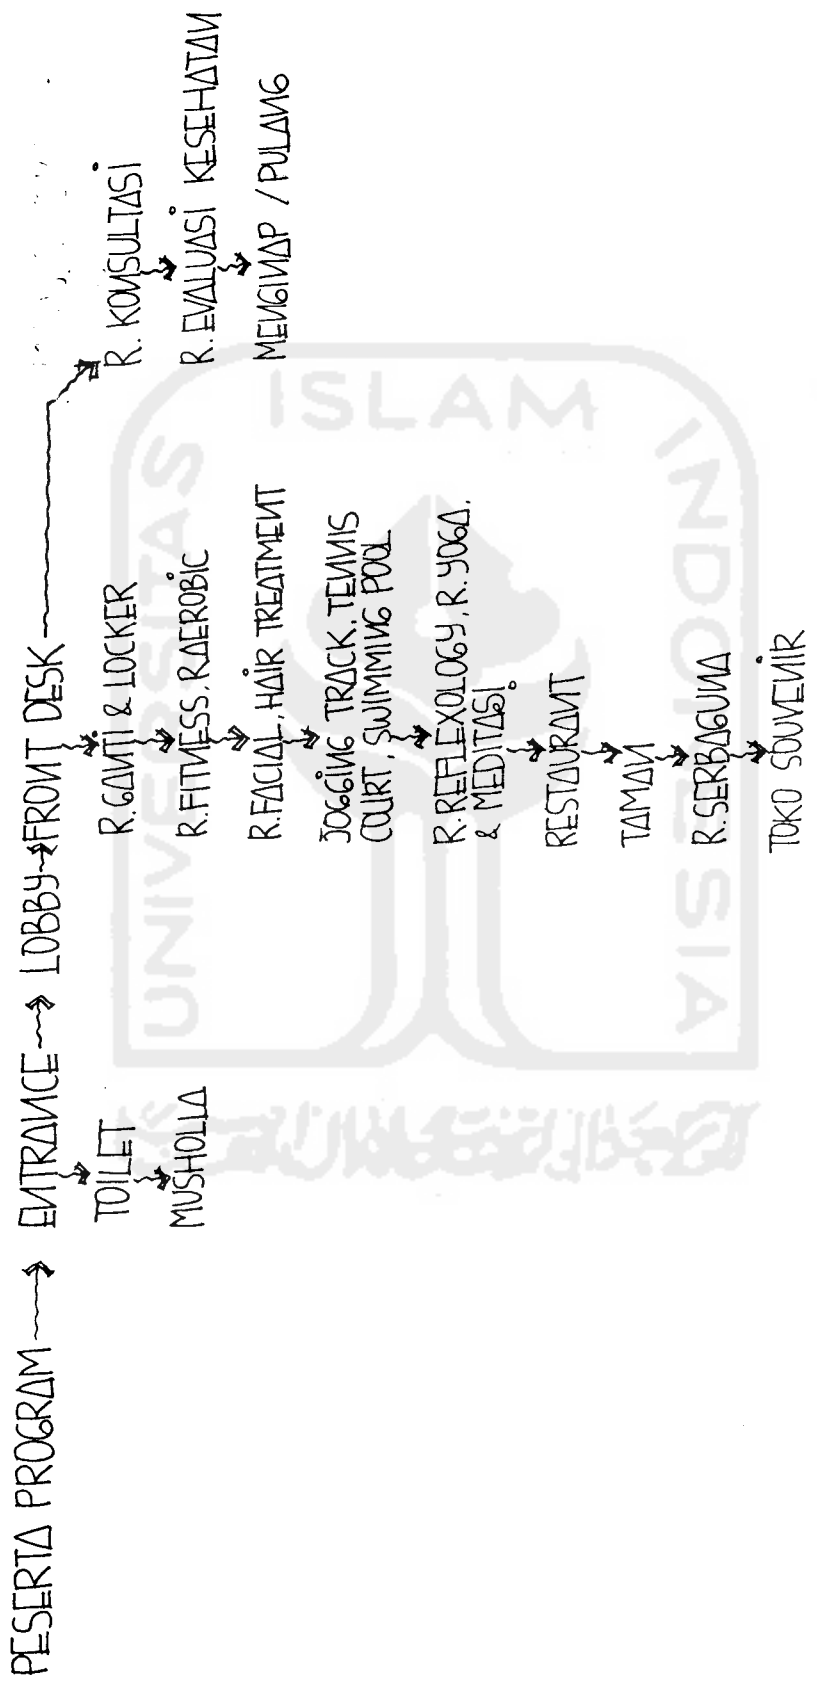 PESERTA PROGRAM → ENTRANCE → LOBBY → FRONT DESK
TOILET
MUSHOLLA
R.GANTI & LOCKER
R.FITNESS, R.AEROBIC
R.FACIAL, HAIR TREATMENT
JOGGING TRACK, TENNIS
COURT, SWIMMING POOL
R.REFLEXOLOGY, R.YOGA,
& MEDITASI
RESTAURANT
TAMAN
R.SERBAGUNA
TOKO SOUVENIR
R. KONSULTASI
R. EVALUASI KESEHATAN
MENGINAP / PULANG
UNIVERSITAS
ISLAM
INDONESIA